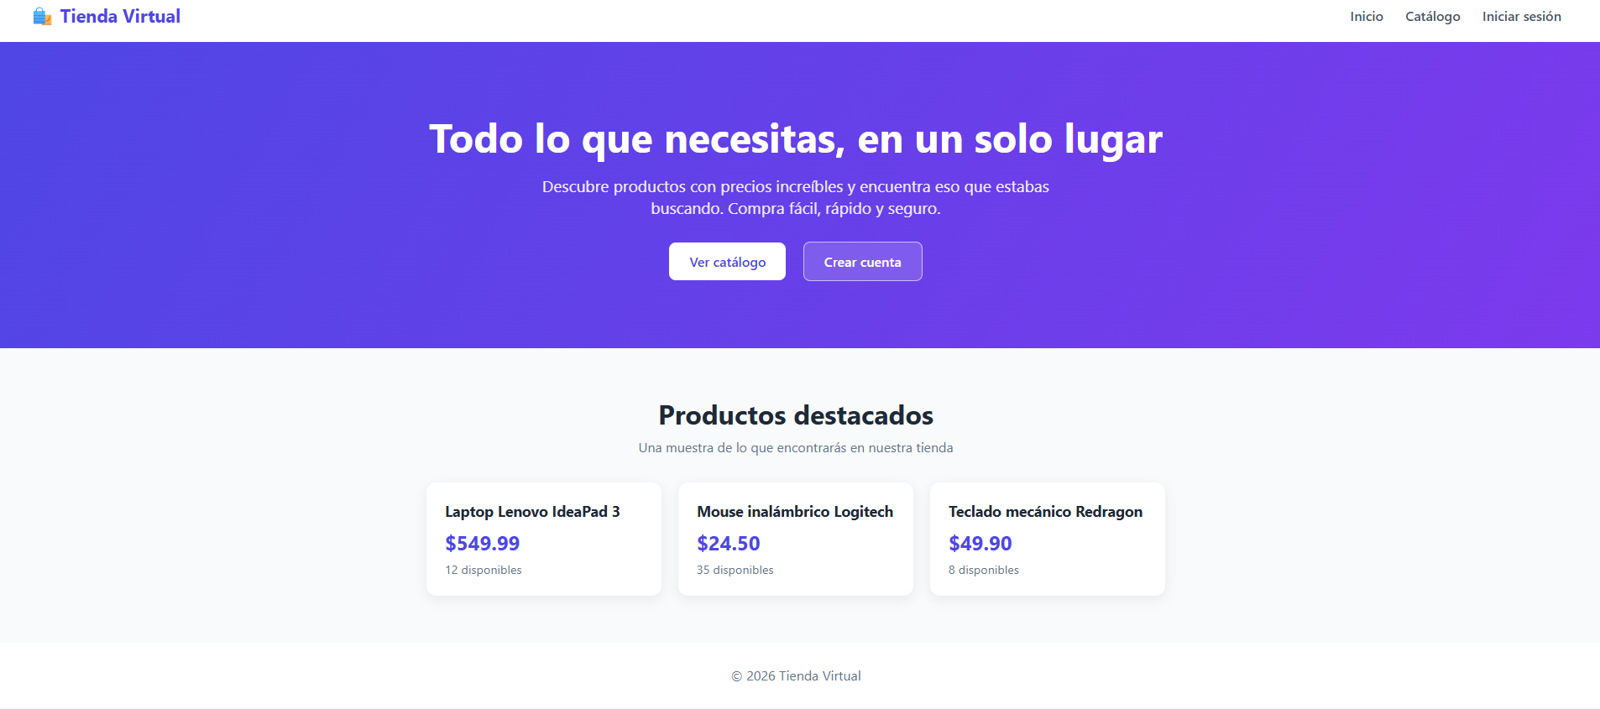 Tienda Virtual
Inicio
Catálogo
Iniciar sesión
Todo lo que necesitas, en un solo lugar
Descubre productos con precios increíbles y encuentra eso que estabas
buscando. Compra fácil, rápido y seguro.
Ver catálogo
Crear cuenta
Productos destacados
Una muestra de lo que encontrarás en nuestra tienda
Laptop Lenovo IdeaPad 3
$549.99
12 disponibles
Mouse inalámbrico Logitech
$24.50
35 disponibles
Teclado mecánico Redragon
$49.90
8 disponibles
© 2026 Tienda Virtual